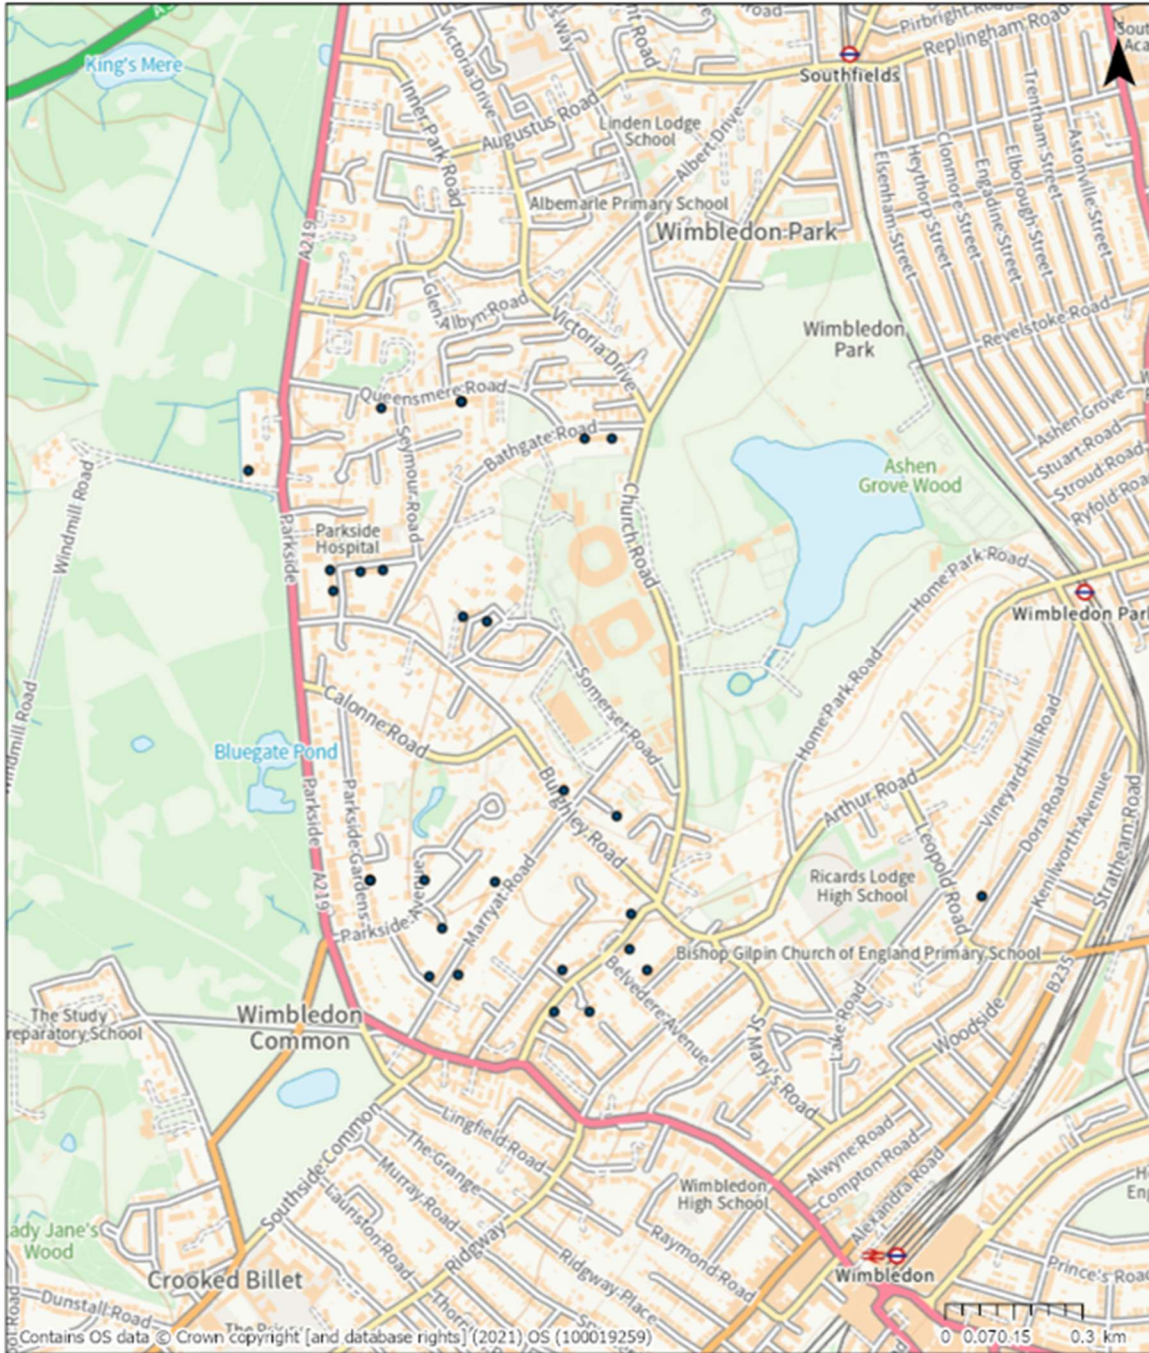 King's Mere
Victoria Drive
Road
Pirbright Road
Replingham Road
Southfields
Inner Park Road
Augustus Road
Linden Lodge
School
Albert Drive
Trentham Street
Astonville Street
Elsenham Street
Heythorp Street
Clonmore Street
Engadine Street
Elborough Street
Albemarle Primary School
Wimbledon Park
A219
Albyn Road
Victoria Drive
Wimbledon
Park
Revelstoke Road
Queensmere Road
Seymour Road
Bathgate Road
Ashen Grove
Stuart Road
Stroud Road
Ashen
Grove Wood
Windmill Road
Church Road
Parkside
Parkside
Hospital
Home Park Road
Wimbledon Par
Somerset Road
Calonne Road
Windmill Road
Bluegate Pond
Home Park Road
Burghley Road
Parkside
Parkside Gardens
Arthur Road
Vineyard Hill Road
Dora Road
Kenilworth Avenue
Strathearn Road
Leopold Road
Ricards Lodge
High School
A219
Marryat Road
Parkside Ave
Bishop Gilpin Church of England Primary School
Belvedere Avenue
B235
The Study
reparatory School
Wimbledon
Common
St Mary's Road
Lake Road
Woodside
Southside Common
Lingfield Road
The Grange
Murray Road
Lauriston Road
Alwyne Road
Compton Road
Alexandra Road
Wimbledon
High School
Ridgway
Raymond Road
Ridgway Place
ady Jane's
Wood
Crooked Billet
Wimbledon
Prince's Road
Dunstall Road
0 0.070.15 0.3 km
Contains OS data © Crown copyright [and database rights] (2021) OS (100019259)